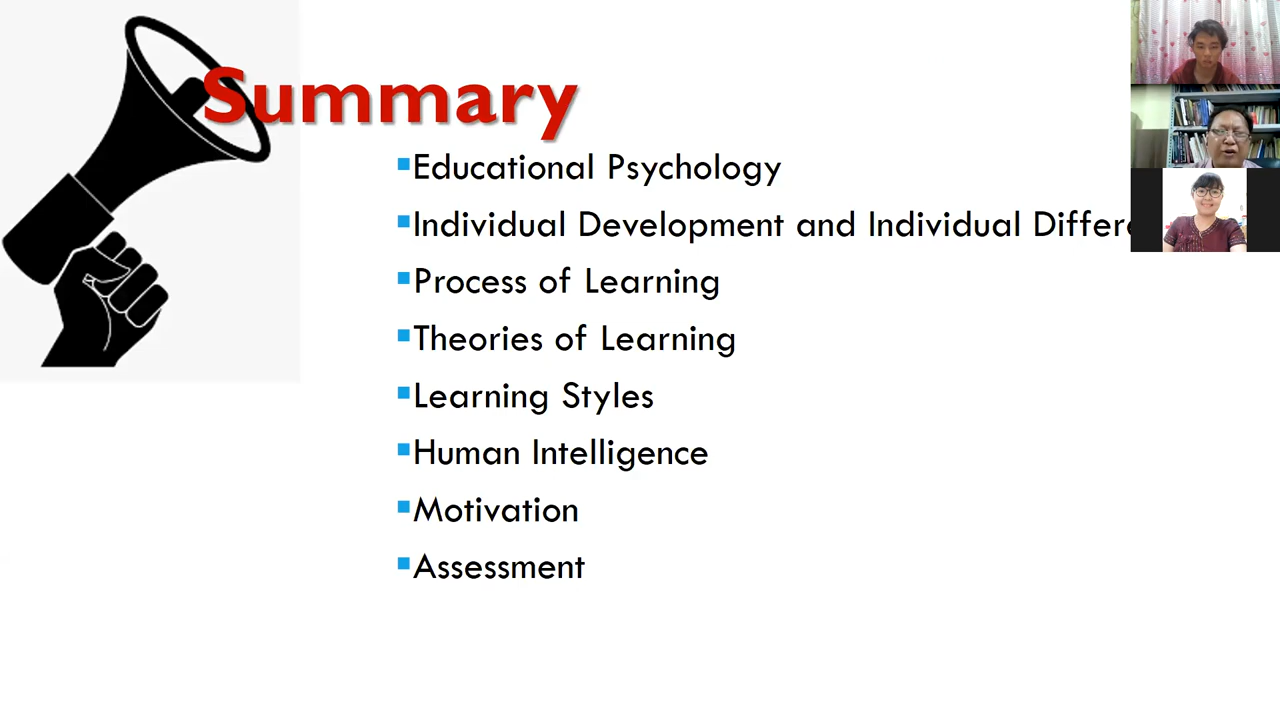 Summary
Educational Psychology
Individual Development and Individual
Process of Learning
Theories of Learning
Learning Styles
Human Intelligence
Motivation
Assessment